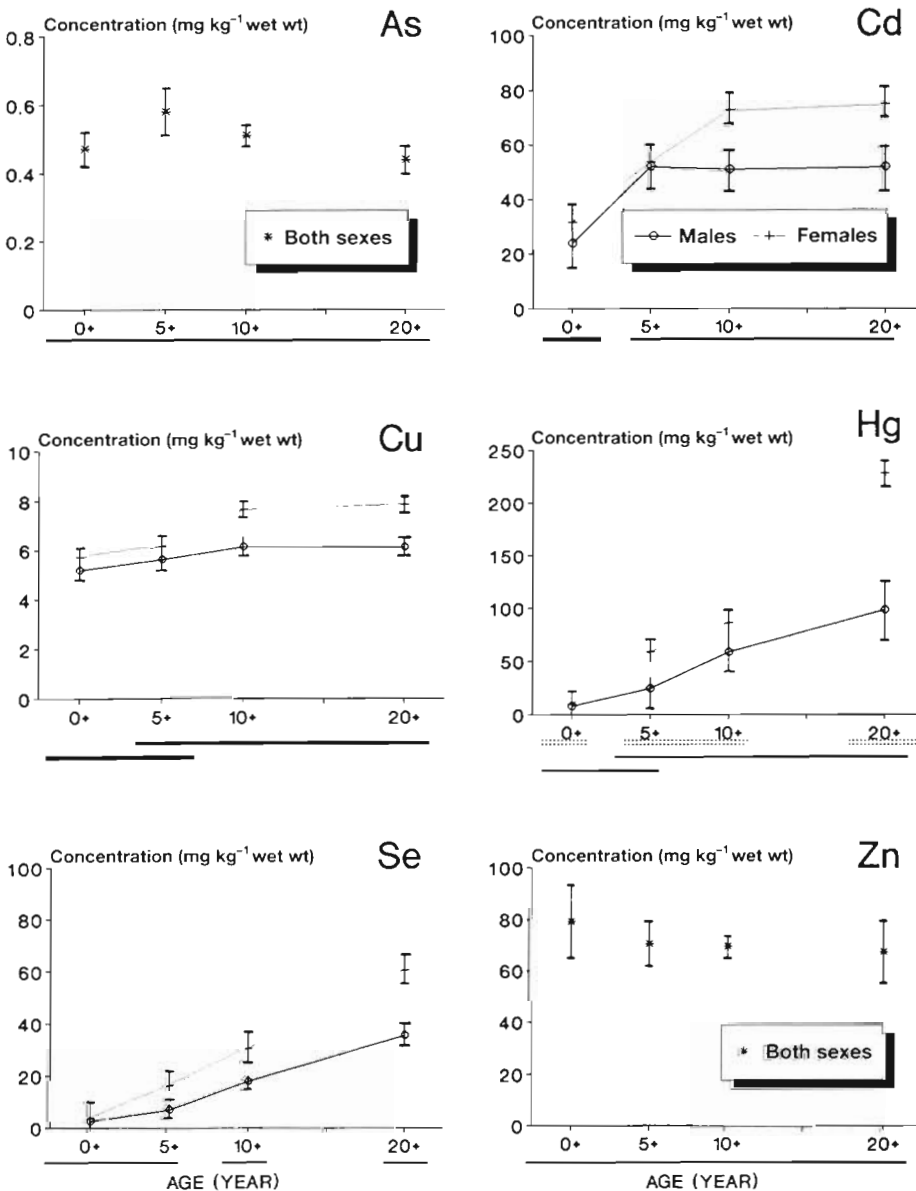 Concentration (mg kg⁻¹ wet wt) As
0.8
0.6
0.4
0.2
0
* Both sexes
0+ 5+ 10+ 20+
Concentration (mg kg⁻¹ wet wt) Cd
100
80
60
40
20
0
Males Females
0+ 5+ 10+ 20+
Concentration (mg kg⁻¹ wet wt) Cu
10
8
6
4
2
0
0+ 5+ 10+ 20+
Concentration (mg kg⁻¹ wet wt) Hg
250
200
150
100
50
0
0+ 5+ 10+ 20+
Concentration (mg kg⁻¹ wet wt) Se
100
80
60
40
20
0
0+ 5+ 10+ 20+
AGE (YEAR)
Concentration (mg kg⁻¹ wet wt) Zn
100
80
60
40
20
0
* Both sexes
0+ 5+ 10+ 20+
AGE (YEAR)